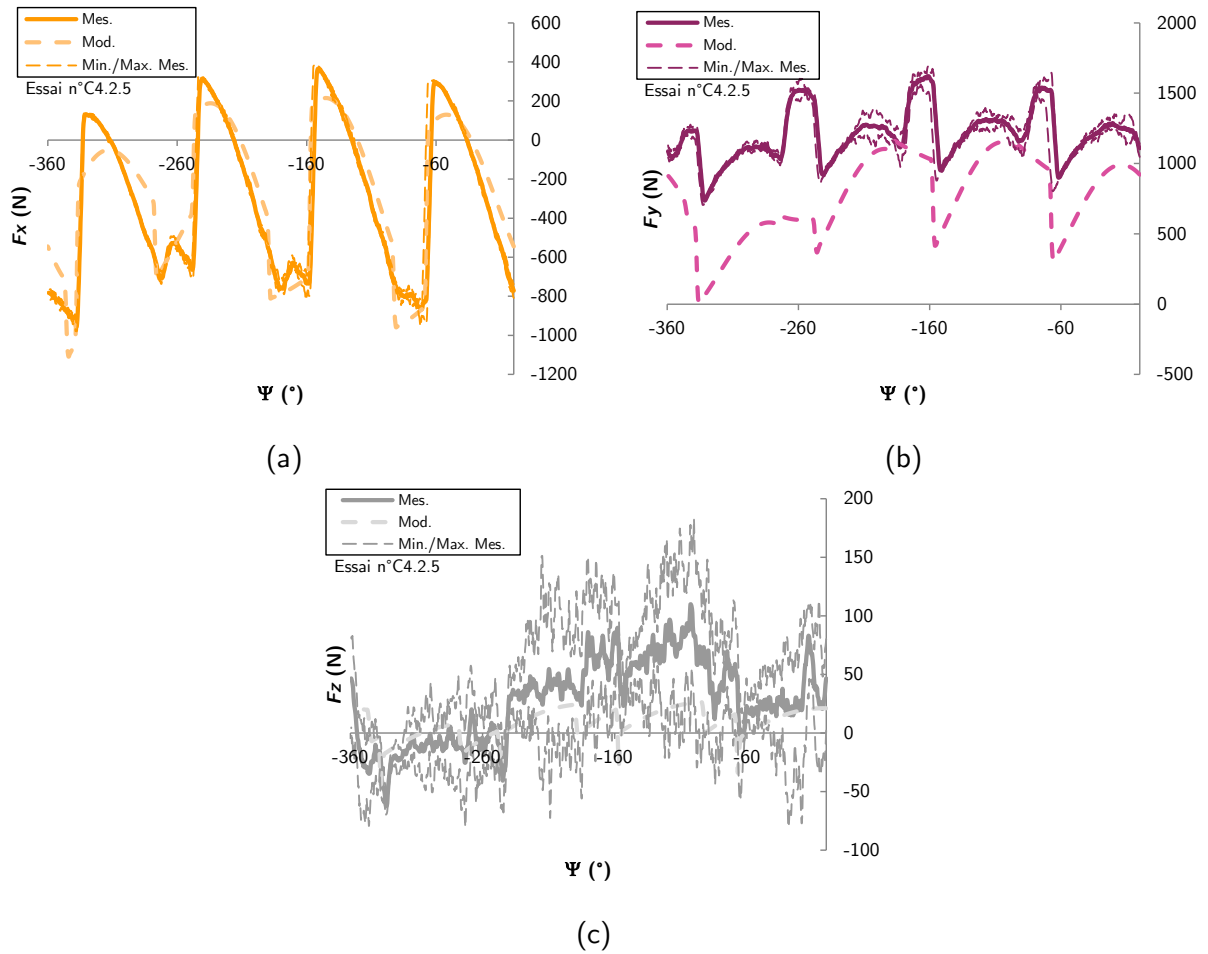 Mes.
Mod.
Min./Max. Mes.
Essai n°C4.2.5
600
400
200
0
-200
-400
-600
-800
-1000
-1200
-360
-260
-160
-60
Fx (N)
Ψ (°)
(a)
Mes.
Mod.
Min./Max. Mes.
Essai n°C4.2.5
2000
1500
1000
500
0
-500
-360
-260
-160
-60
Fy (N)
Ψ (°)
(b)
Mes.
Mod.
Min./Max. Mes.
Essai n°C4.2.5
200
150
100
50
0
-50
-100
-360
-260
-160
-60
Fz (N)
Ψ (°)
(c)